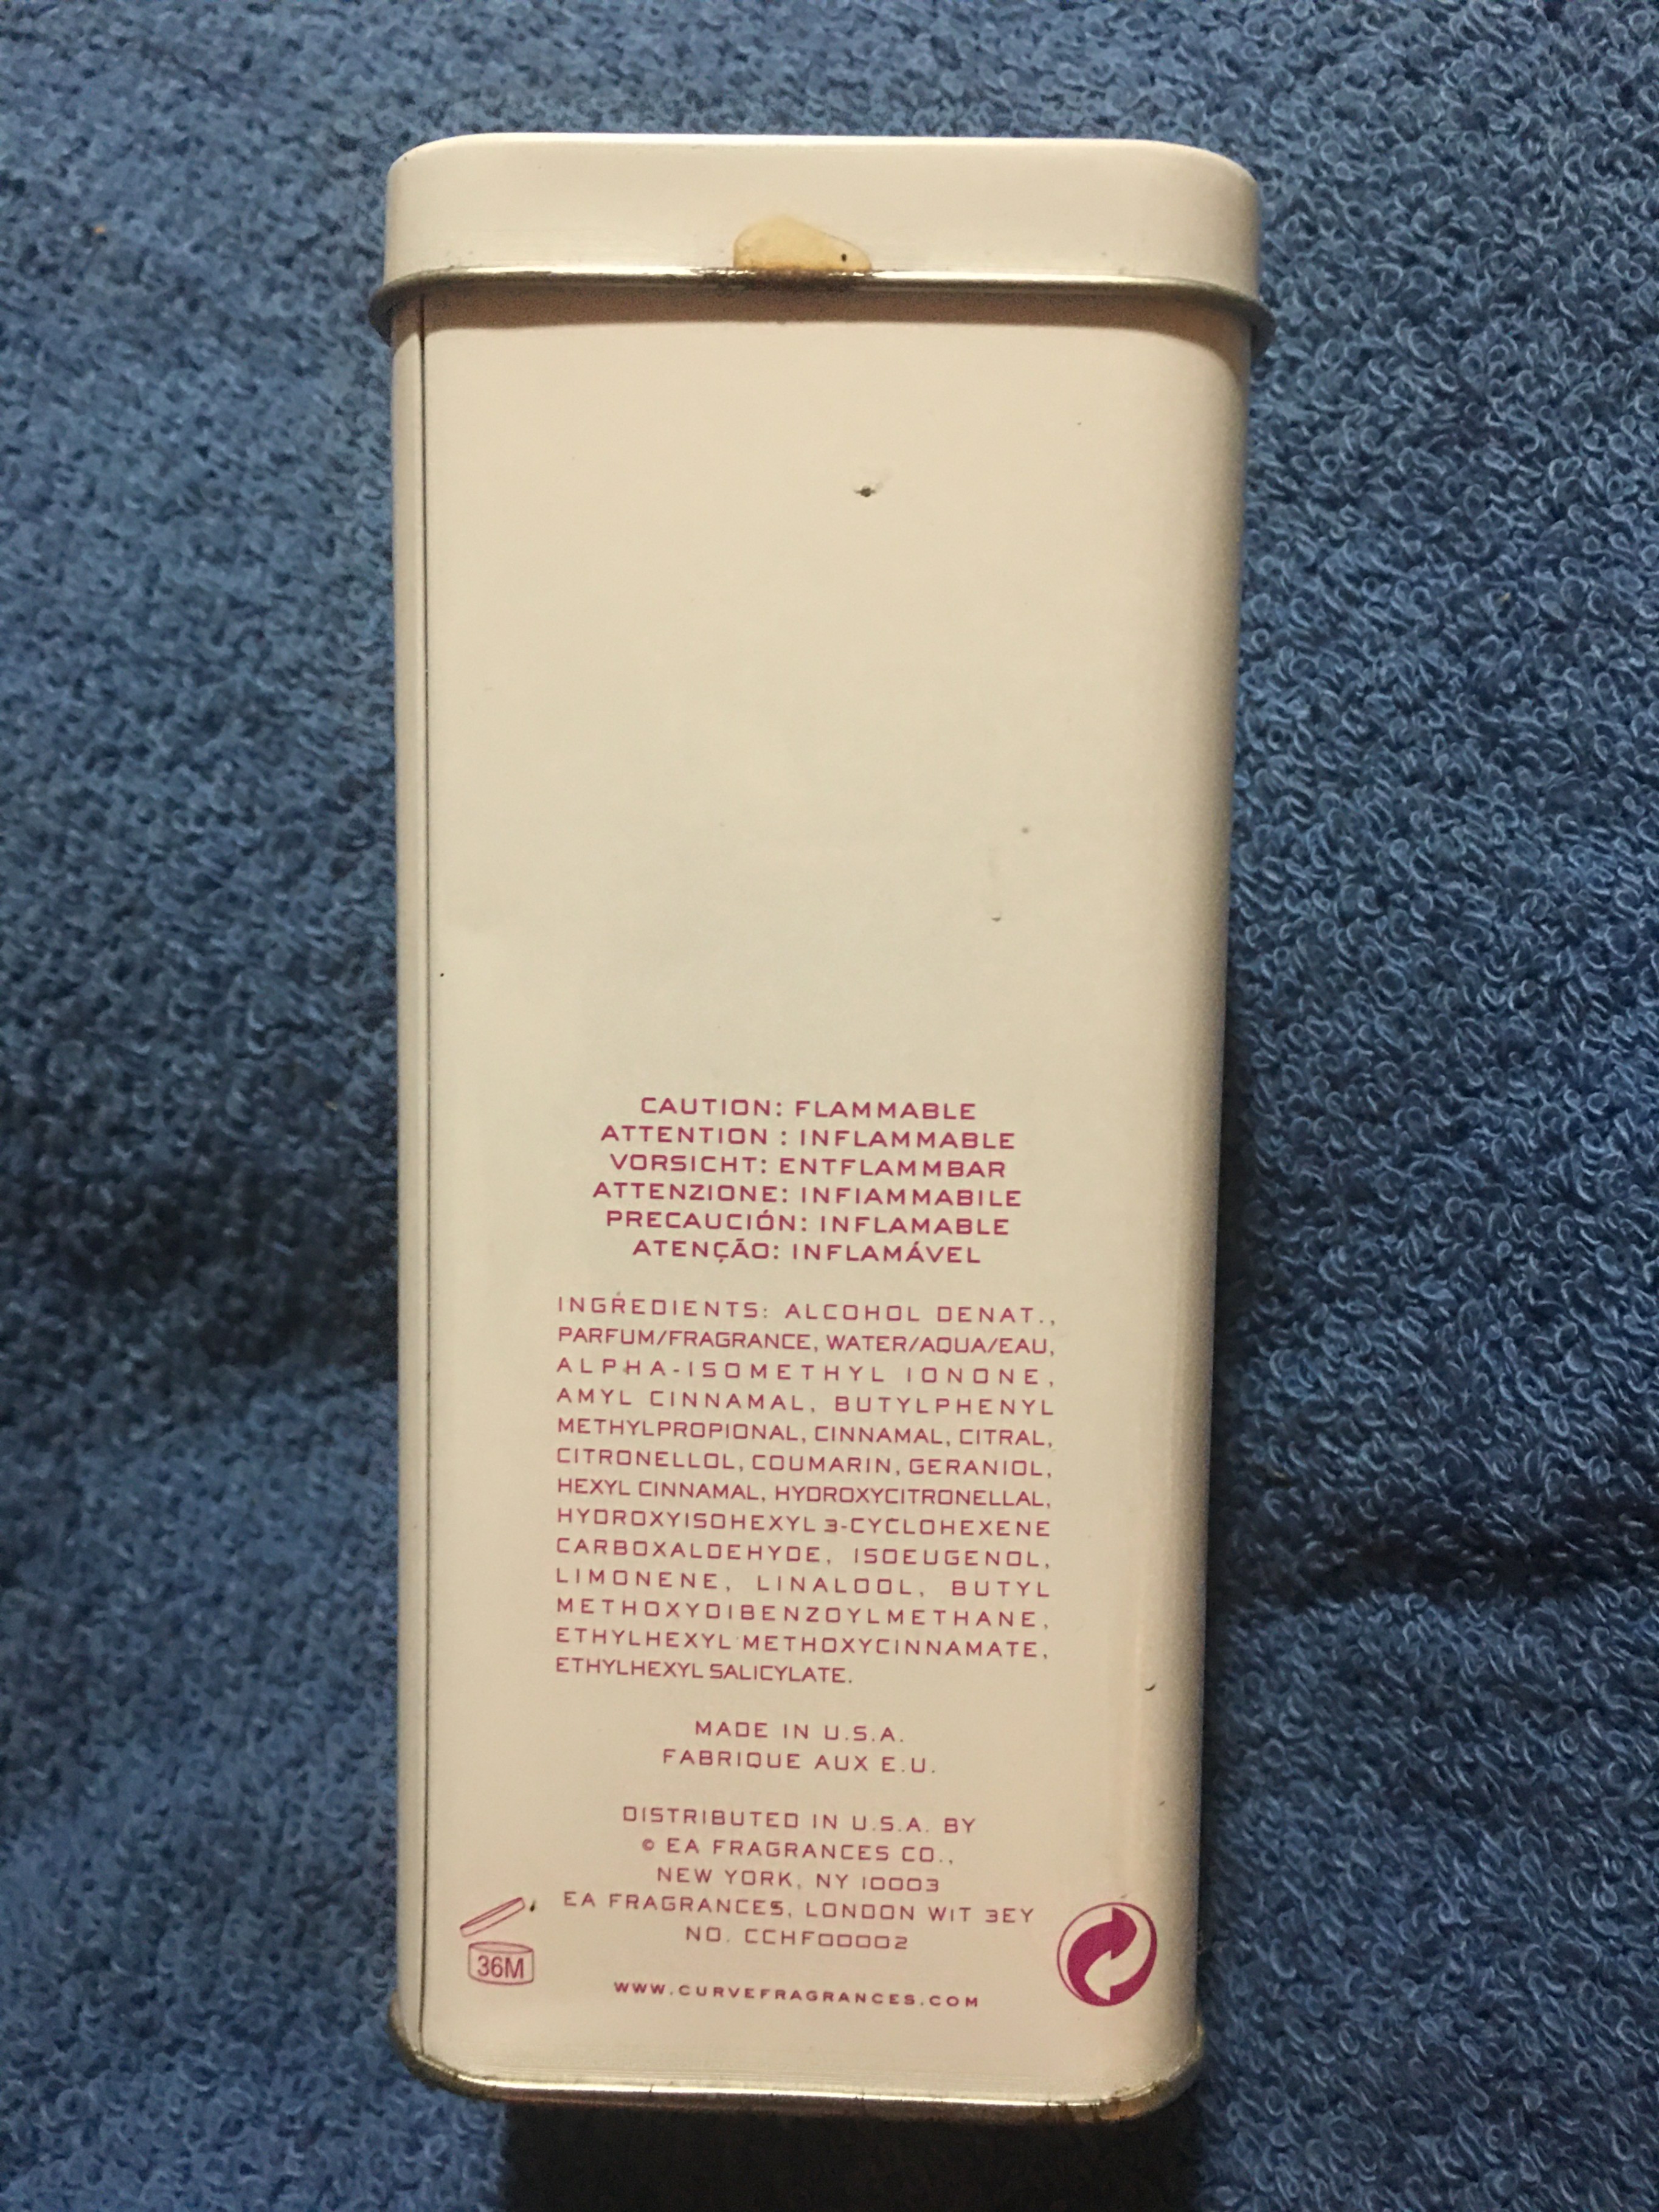 CAUTION: FLAMMABLE
ATTENTION : INFLAMMABLE
VORSICHT: ENTFLAMMBAR
ATTENZIONE: INFIAMMABILE
PRECAUCIÓN: INFLAMABLE
ATENÇÃO: INFLAMÁVEL
INGREDIENTS: ALCOHOL DENAT.,
PARFUM/FRAGRANCE, WATER/AQUA/EAU,
ALPHA-ISOMETHYL IONONE,
AMYL CINNAMAL, BUTYLPHENYL
METHYLPROPIONAL, CINNAMAL, CITRAL,
CITRONELLOL, COUMARIN, GERANIOL,
HEXYL CINNAMAL, HYDROXYCITRONELLAL,
HYDROXYISOHEXYL 3-CYCLOHEXENE
CARBOXALDEHYDE, ISOEUGENOL,
LIMONENE, LINALOOL, BUTYL
METHOXYDIBENZOYLMETHANE,
ETHYLHEXYL METHOXYCINNAMATE,
ETHYLHEXYL SALICYLATE.
MADE IN U.S.A.
FABRIQUE AUX E.U.
DISTRIBUTED IN U.S.A. BY
© EA FRAGRANCES CO.,
NEW YORK, NY 10003
EA FRAGRANCES, LONDON W1T 3EY
NO. CCHF00002
36M
WWW.CURVEFRAGRANCES.COM